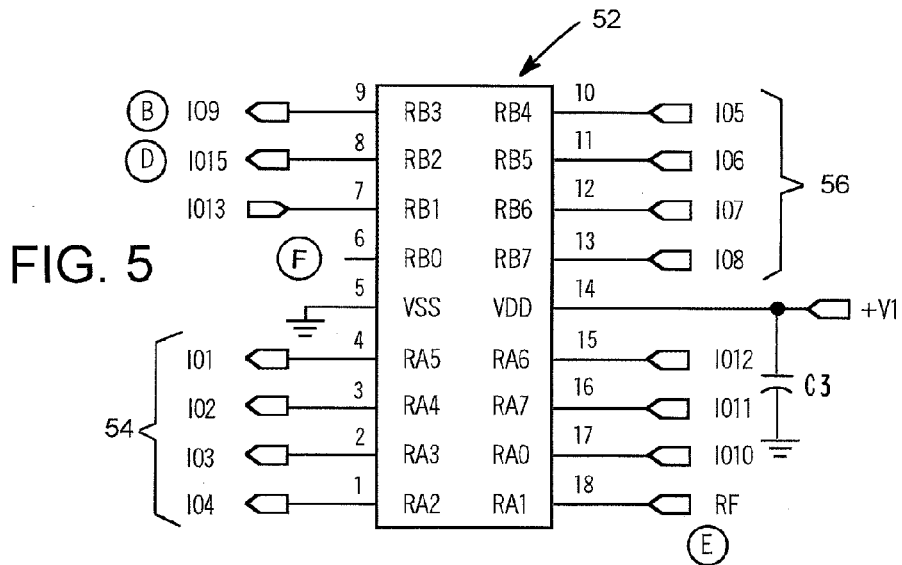 52
B IO9 9 RB3 RB4 10 IO5
D IO15 8 RB2 RB5 11 IO6
IO13 7 RB1 RB6 12 IO7
56
FIG. 5
F 6 RB0 RB7 13 IO8
5 VSS VDD 14 +V1
IO1 4 RA5 RA6 15 IO12
C3
IO2 3 RA4 RA7 16 IO11
54
IO3 2 RA3 RA0 17 IO10
IO4 1 RA2 RA1 18 RF
E